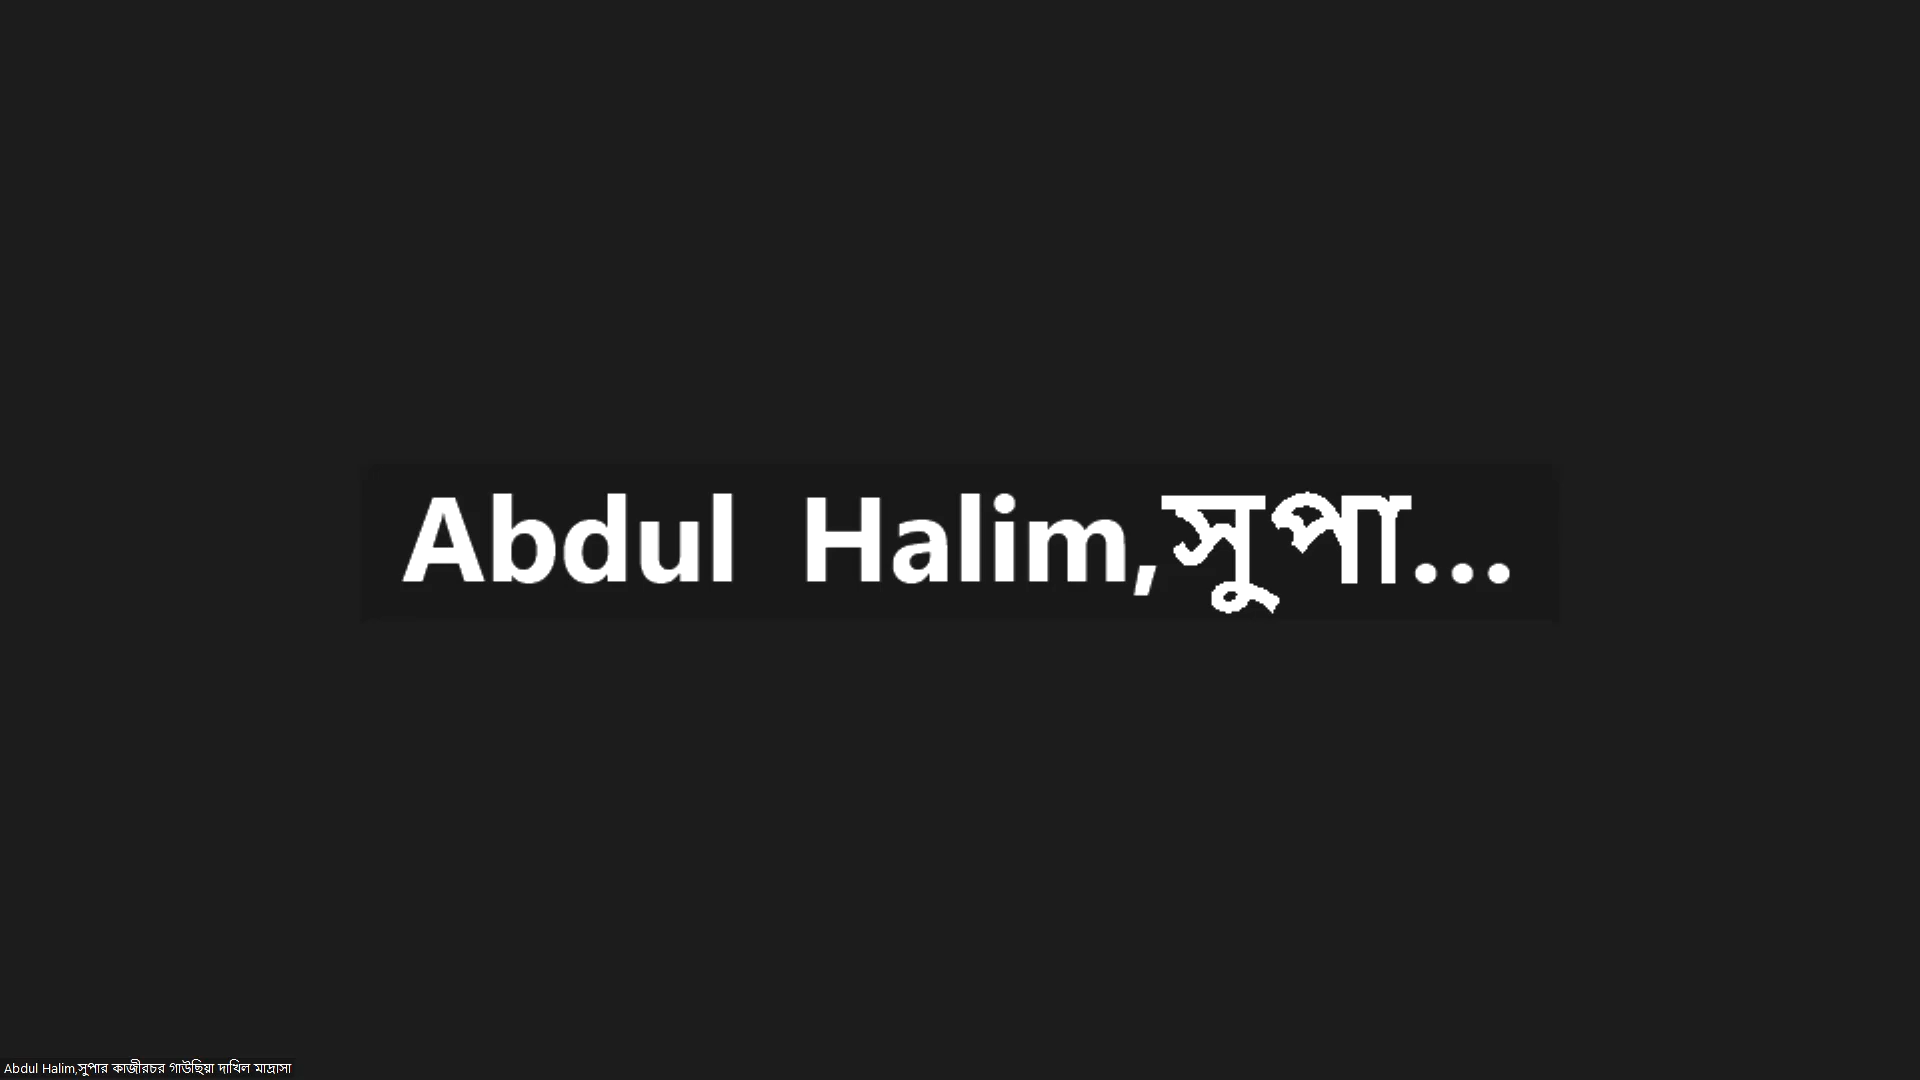 Abdul Halim,সুপা...
Abdul Halim,সুপার কাজীরচর গাউছিয়া দাখিল মাদ্রাসা